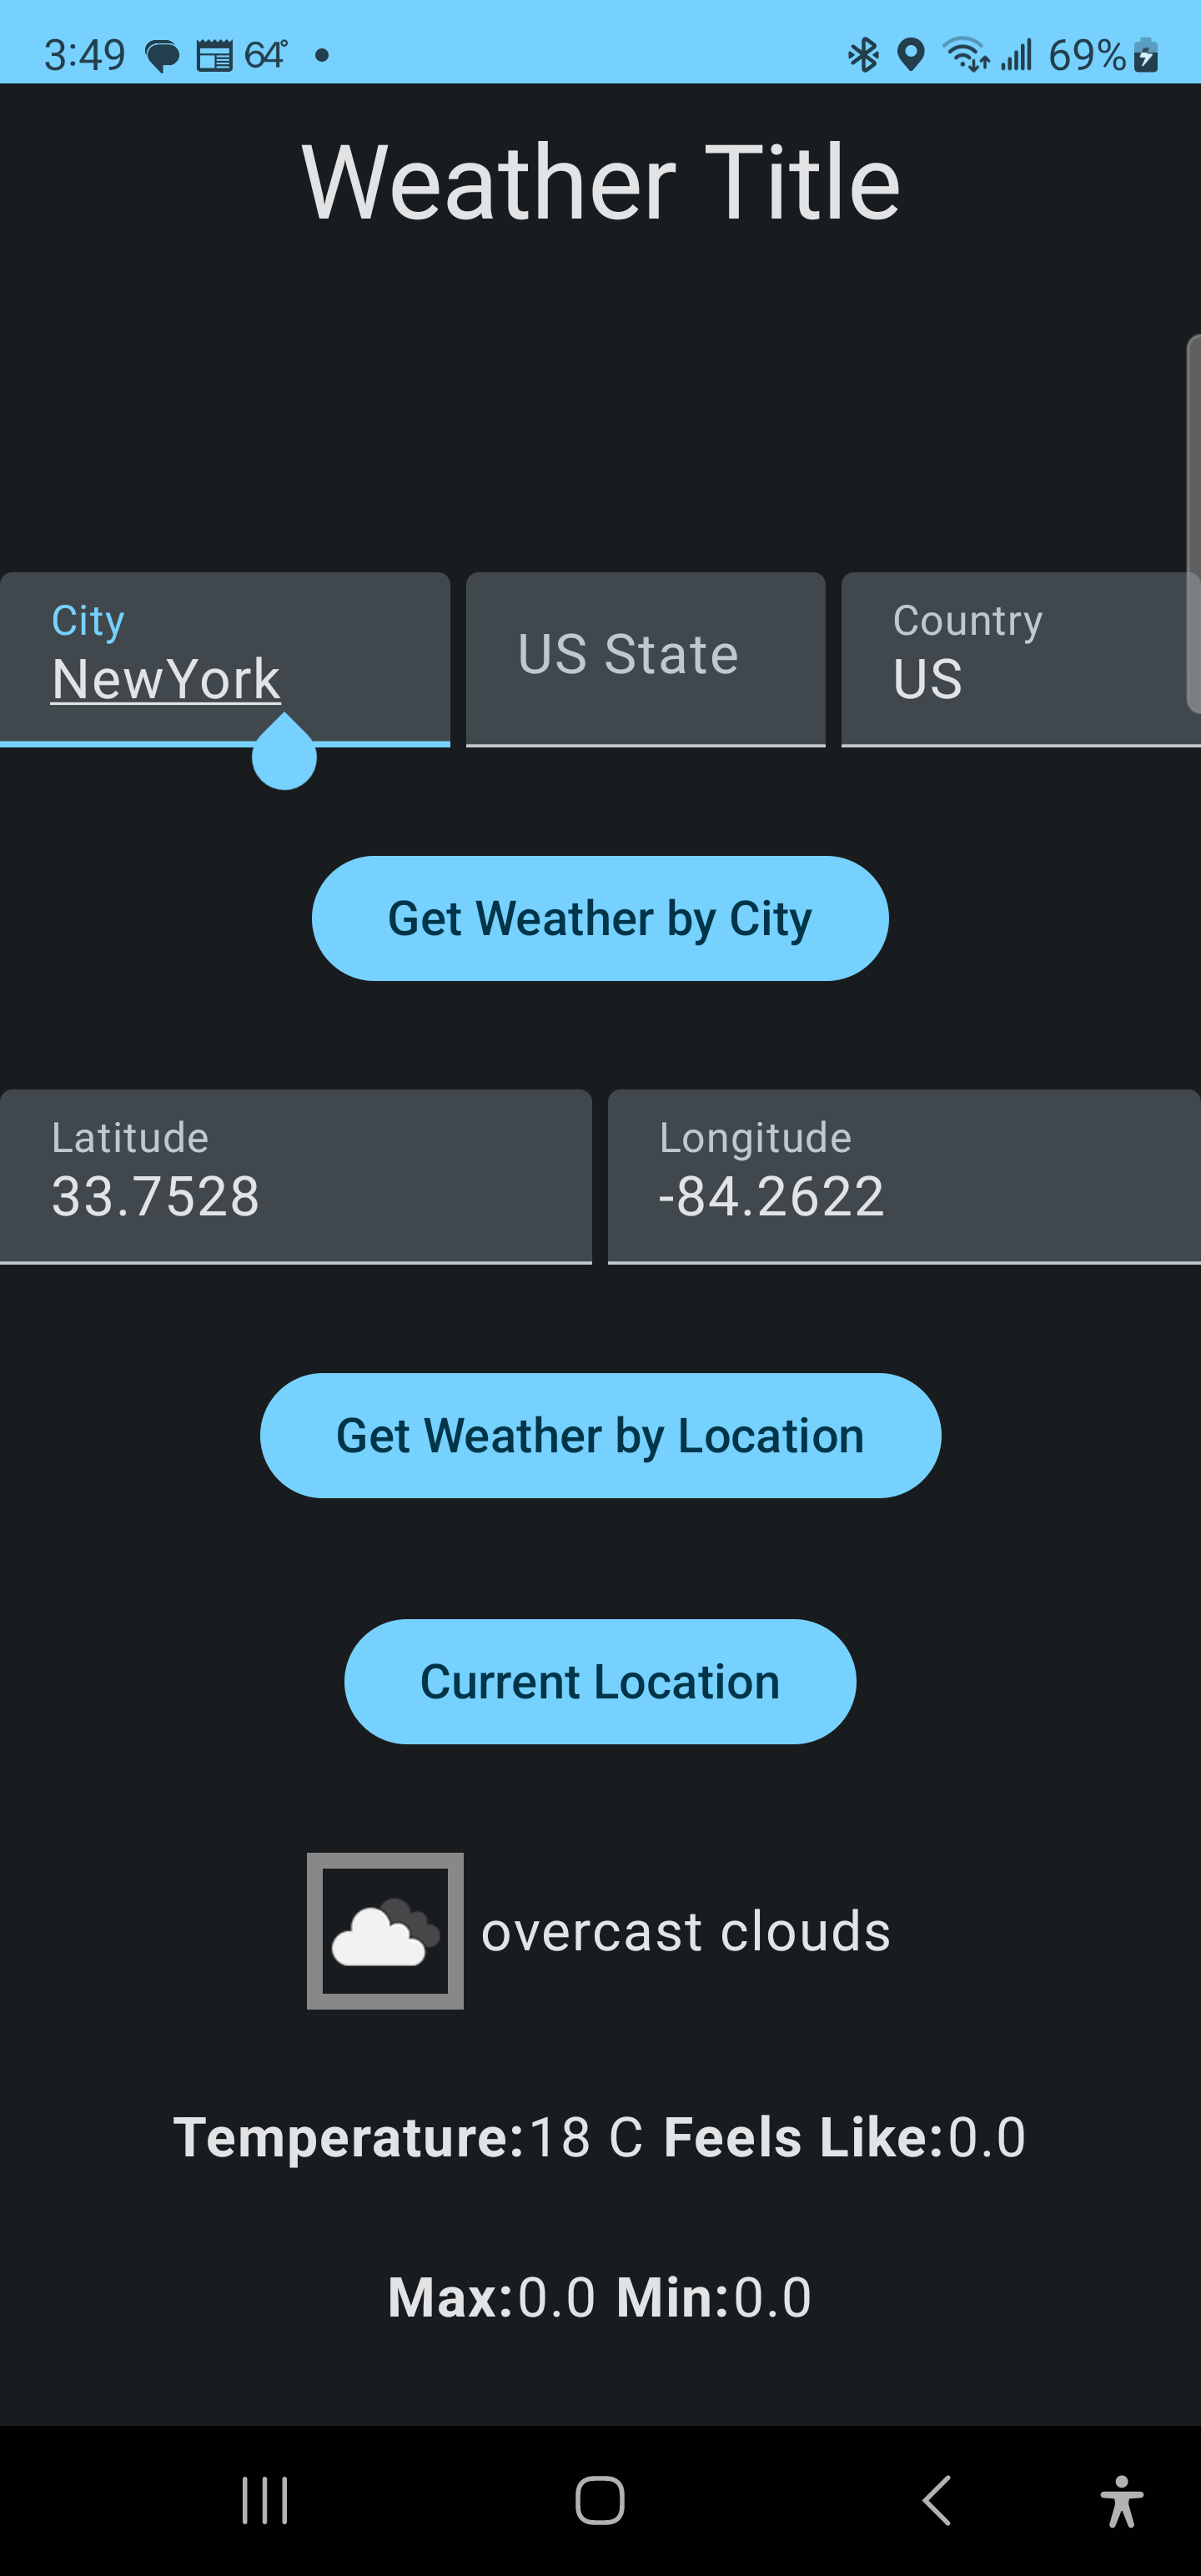 3:49 64° 69%
Weather Title
City
NewYork
US State
Country
US
Get Weather by City
Latitude
33.7528
Longitude
-84.2622
Get Weather by Location
Current Location
overcast clouds
Temperature:18 C Feels Like:0.0
Max:0.0 Min:0.0